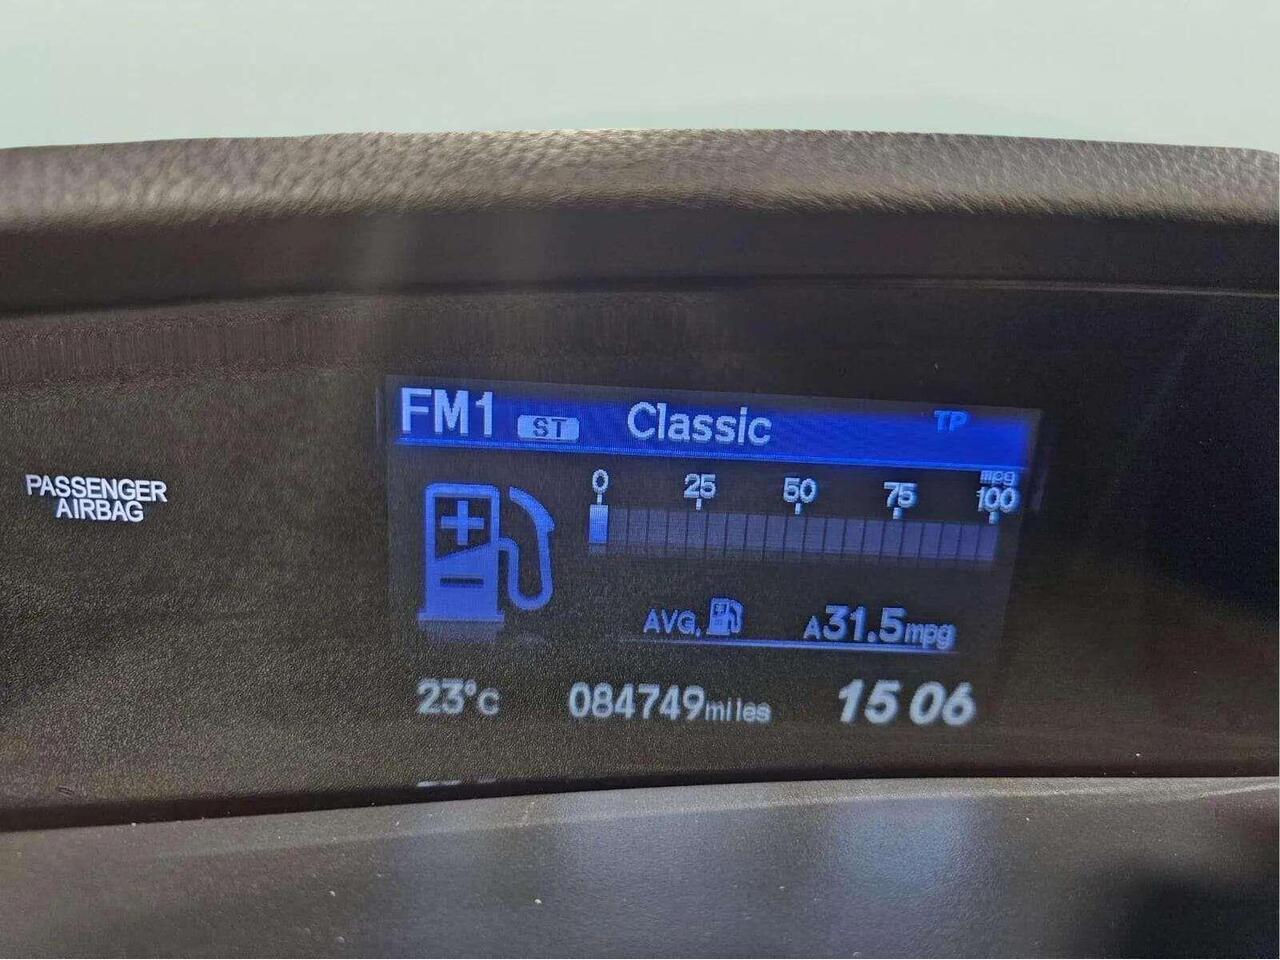 FM1 ST Classic TP
mpg
0 25 50 75 100
PASSENGER
AIRBAG
AVG. A31.5mpg
23°C 084749miles 15 06